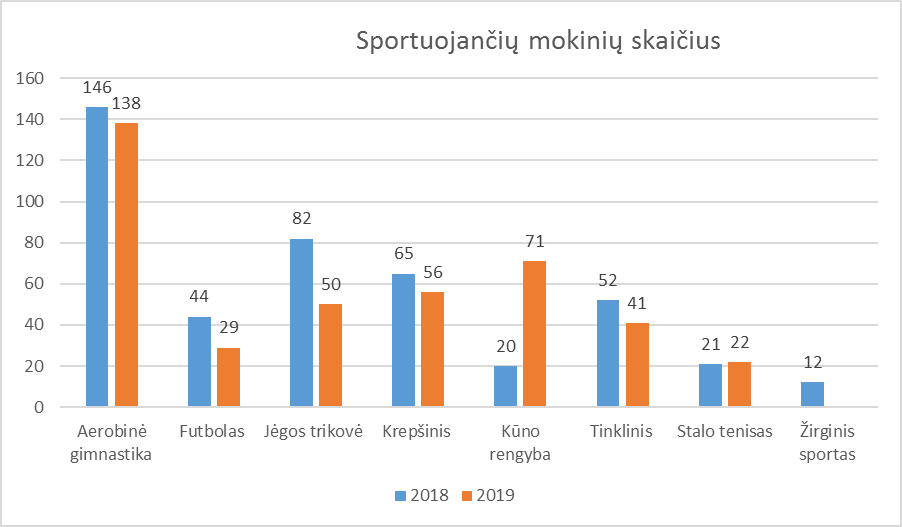 Sportuojančių mokinių skaičius
160
140
120
100
80
60
40
20
0
146
138
44
29
82
50
65
56
20
71
52
41
21
22
12
Aerobinė
gimnastika
Futbolas
Jėgos trikovė
Krepšinis
Kūno
rengyba
Tinklinis
Stalo tenisas
Žirginis
sportas
2018
2019